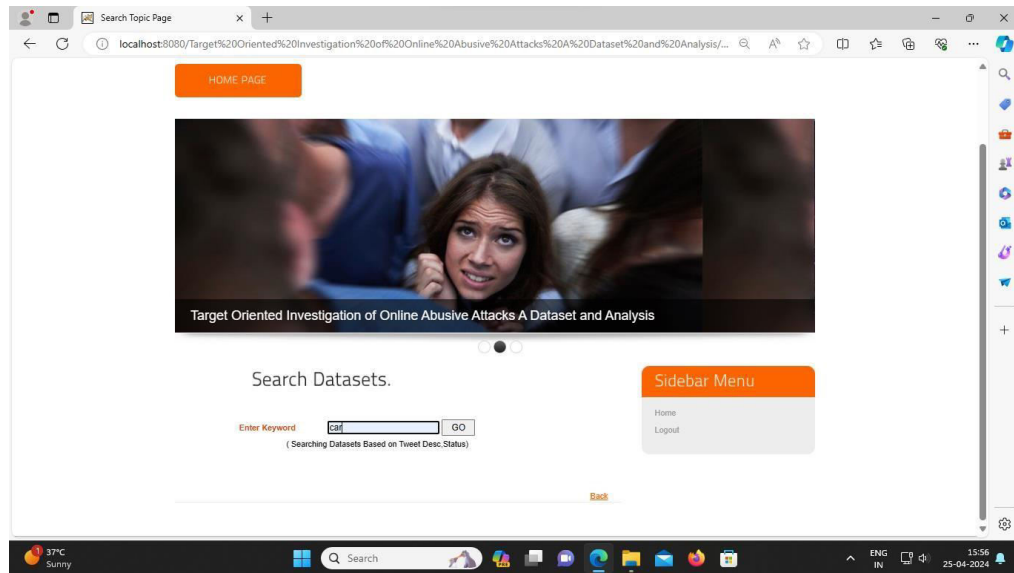 Search Topic Page
localhost:8080/Target%20Oriented%20Investigation%20of%20Online%20Abusive%20Attacks%20A%20Dataset%20and%20Analysis/...
HOME PAGE
Target Oriented Investigation of Online Abusive Attacks A Dataset and Analysis
Search Datasets.
Enter Keyword car GO
( Searching Datasets Based on Tweet Desc,Status)
Back
Sidebar Menu
Home
Logout
1 37°C
Sunny
Search
ENG
IN
15:56
25-04-2024